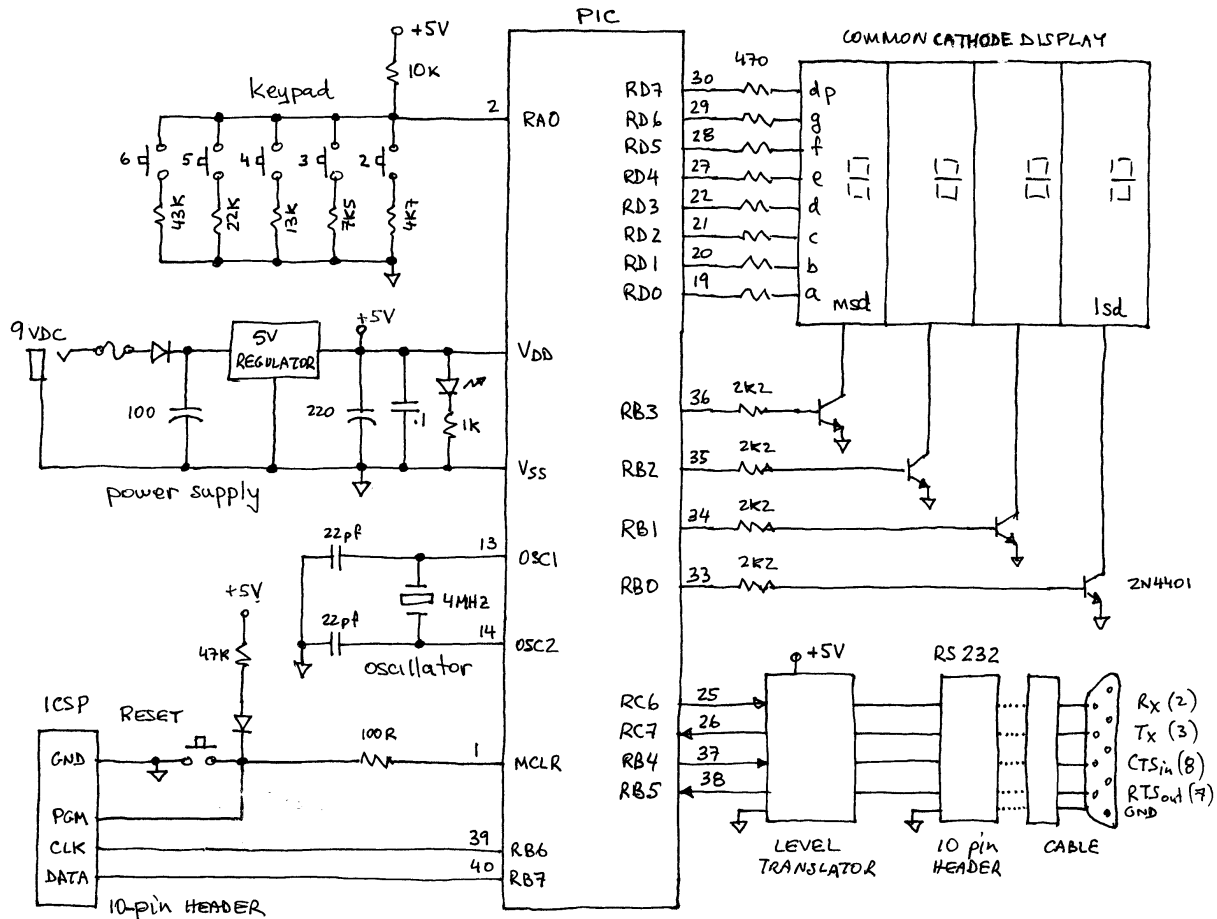 PIC
+5V
10K
keypad
2
RA0
6
5
4
3
2
43K
22K
13K
7K5
4K7
9VDC
5V
REGULATOR
+5V
VDD
100
220
.1
1K
VSS
power supply
22pf
13
OSC1
4MHZ
22pf
14
OSC2
oscillator
+5V
47K
ICSP
RESET
GND
100R
1
MCLR
PGM
CLK
39
RB6
DATA
40
RB7
10-pin HEADER
COMMON CATHODE DISPLAY
470
RD7 30 dp
RD6 29 g
RD5 28 f
RD4 27 e
RD3 22 d
RD2 21 c
RD1 20 b
RD0 19 a
msd
lsd
RB3 36 2K2
RB2 35 2K2
RB1 34 2K2
RB0 33 2K2
2N4401
+5V
RS232
RC6 25 Rx (2)
RC7 26 Tx (3)
RB4 37 CTSin (8)
RB5 38 RTSout (7)
GND
LEVEL
TRANSLATOR
10 pin
HEADER
CABLE